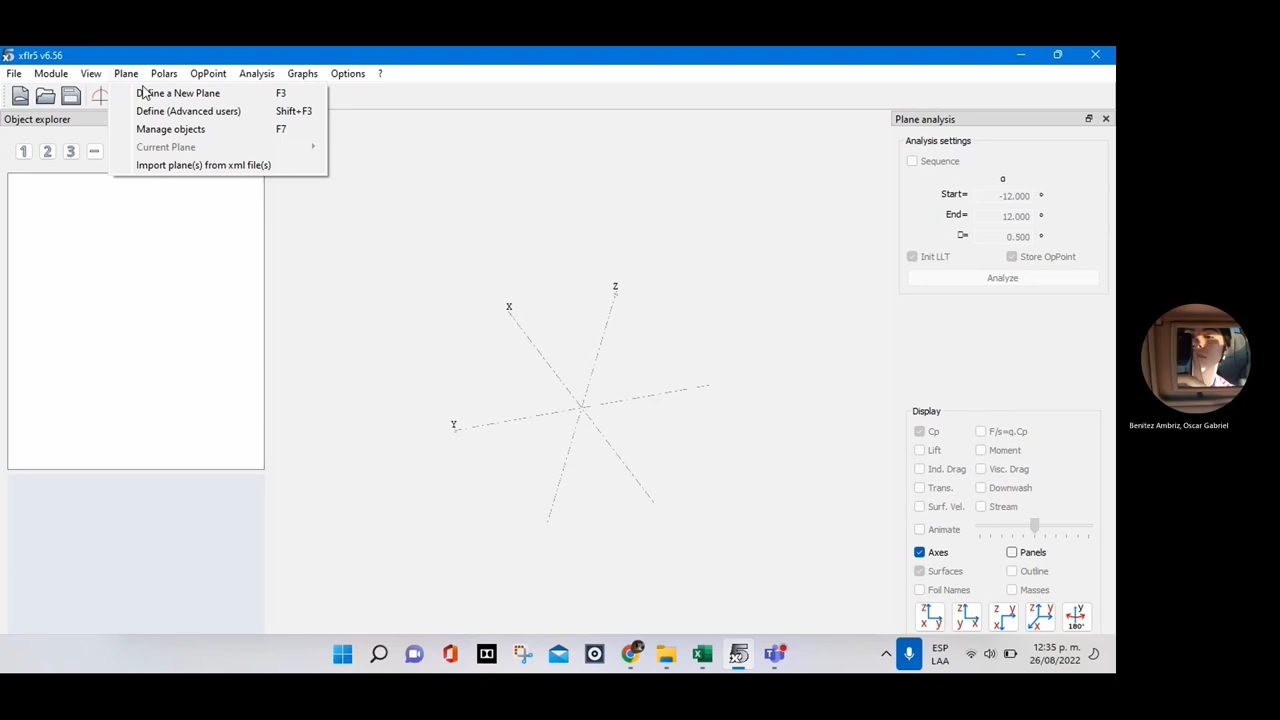 xflr5 v6.56
File Module View Plane Polars OpPoint Analysis Graphs Options ?
Define a New Plane F3
Define (Advanced users) Shift+F3
Manage objects F7
Current Plane
Import plane(s) from xml file(s)
Object explorer
1 2 3
Plane analysis
Analysis settings
Sequence
α
Start= -12.000 °
End= 12.000 °
= 0.500 °
Init LLT Store OpPoint
Analyze
Z
X
Y
Display
Cp F/s=q.Cp
Lift Moment
Ind. Drag Visc. Drag
Trans. Downwash
Surf. Vel. Stream
Animate
Axes Panels
Surfaces Outline
Foil Names Masses
z x y
z y x
z y x
z y x
y 180°
Benitez Ambriz, Oscar Gabriel
ESP
LAA
12:35 p. m.
26/08/2022